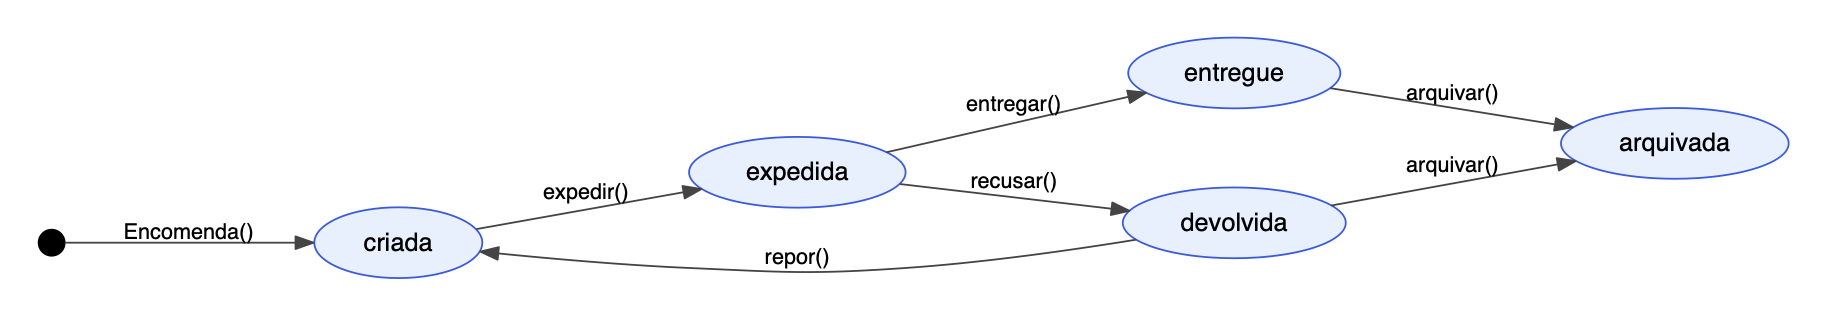 Encomenda()
criada
expedir()
expedida
entregar()
entregue
recusar()
devolvida
repor()
arquivar()
arquivar()
arquivada